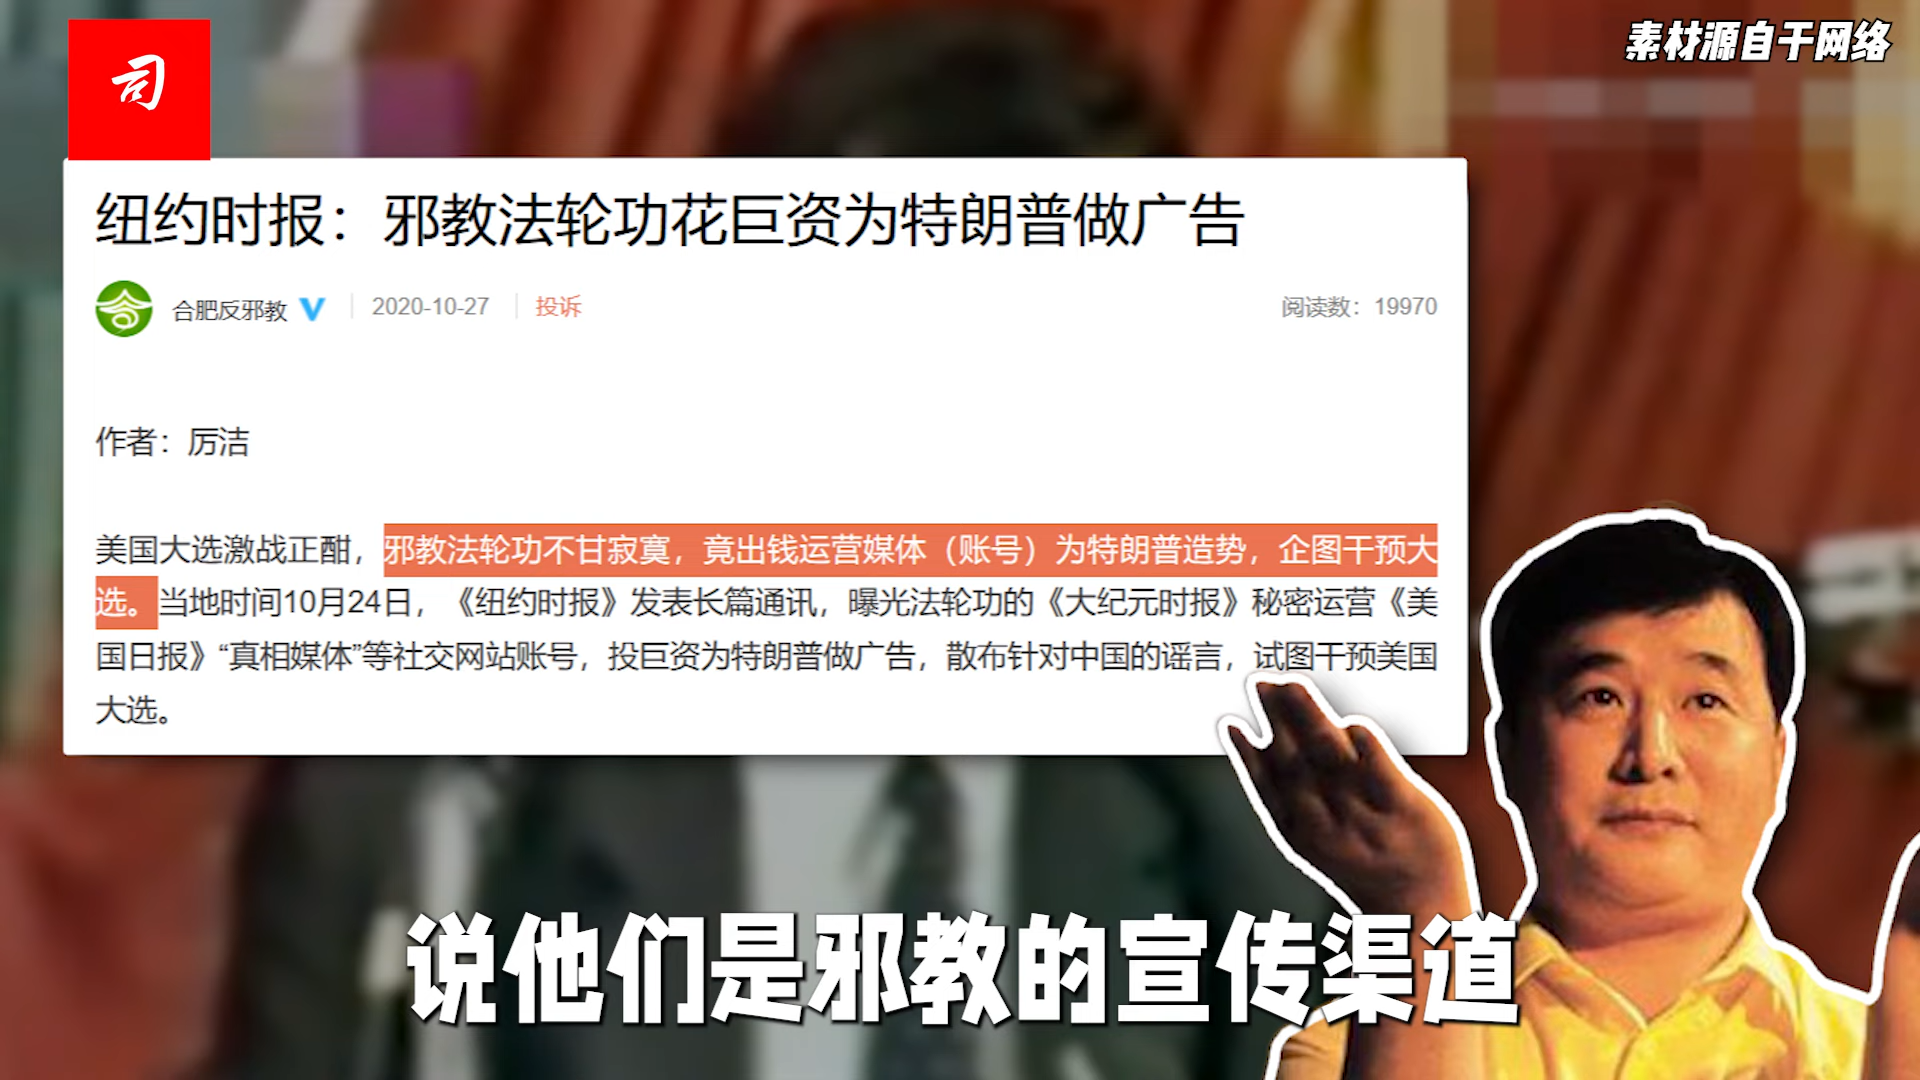 素材源自于网络
司
纽约时报：邪教法轮功花巨资为特朗普做广告
合肥反邪教 2020-10-27 投诉 阅读数：19970
作者：厉洁
美国大选激战正酣，邪教法轮功不甘寂寞，竟出钱运营媒体（账号）为特朗普造势，企图干预大
选。当地时间10月24日，《纽约时报》发表长篇通讯，曝光法轮功的《大纪元时报》秘密运营《美
国日报》“真相媒体”等社交网站账号，投巨资为特朗普做广告，散布针对中国的谣言，试图干预美国
大选。
说他们是邪教的宣传渠道